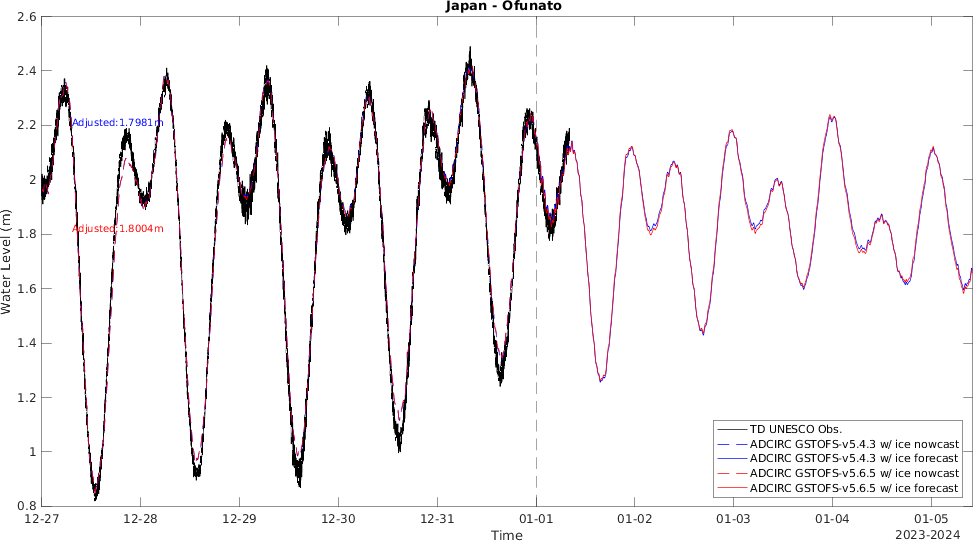 Japan - Ofunato
2.6
2.4
2.2
2
1.8
1.6
1.4
1.2
1
0.8
Water Level (m)
Adjusted:1.7981m
Adjusted:1.8004m
TD UNESCO Obs.
ADCIRC GSTOFS-v5.4.3 w/ ice nowcast
ADCIRC GSTOFS-v5.4.3 w/ ice forecast
ADCIRC GSTOFS-v5.6.5 w/ ice nowcast
ADCIRC GSTOFS-v5.6.5 w/ ice forecast
12-27 12-28 12-29 12-30 12-31 01-01 01-02 01-03 01-04 01-05
Time
2023-2024